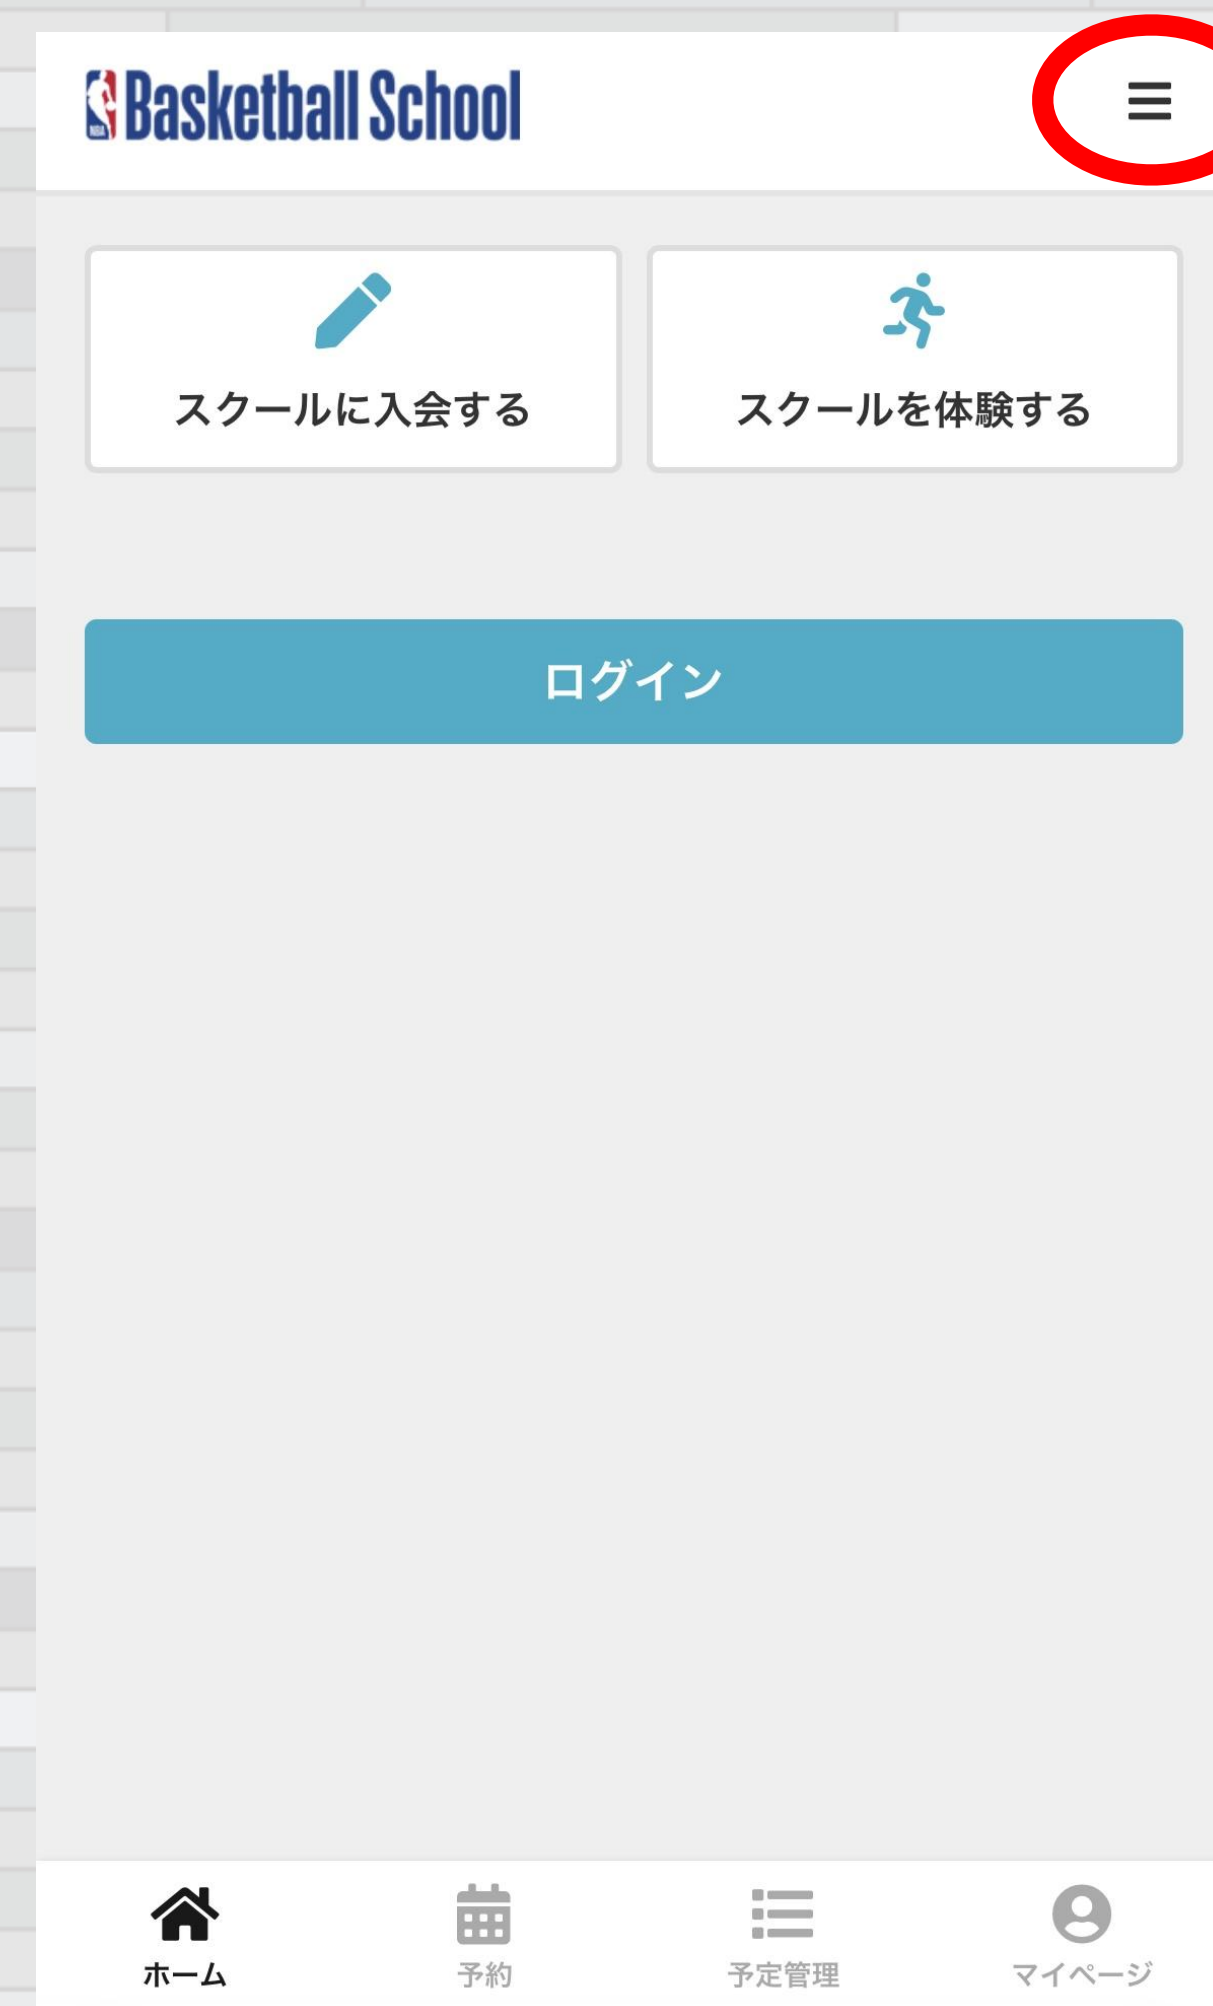 NBA Basketball School
スクールに入会する
スクールを体験する
ログイン
ホーム
予約
予定管理
マイページ